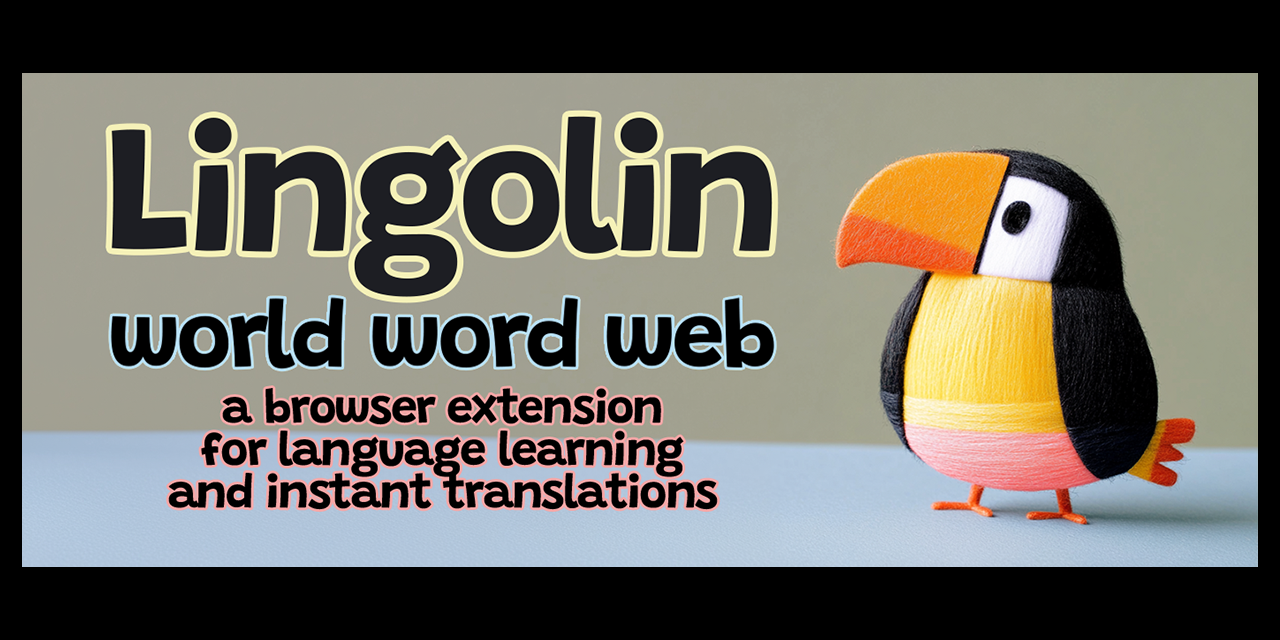 Lingolin
world word web
a browser extension
for language learning
and instant translations